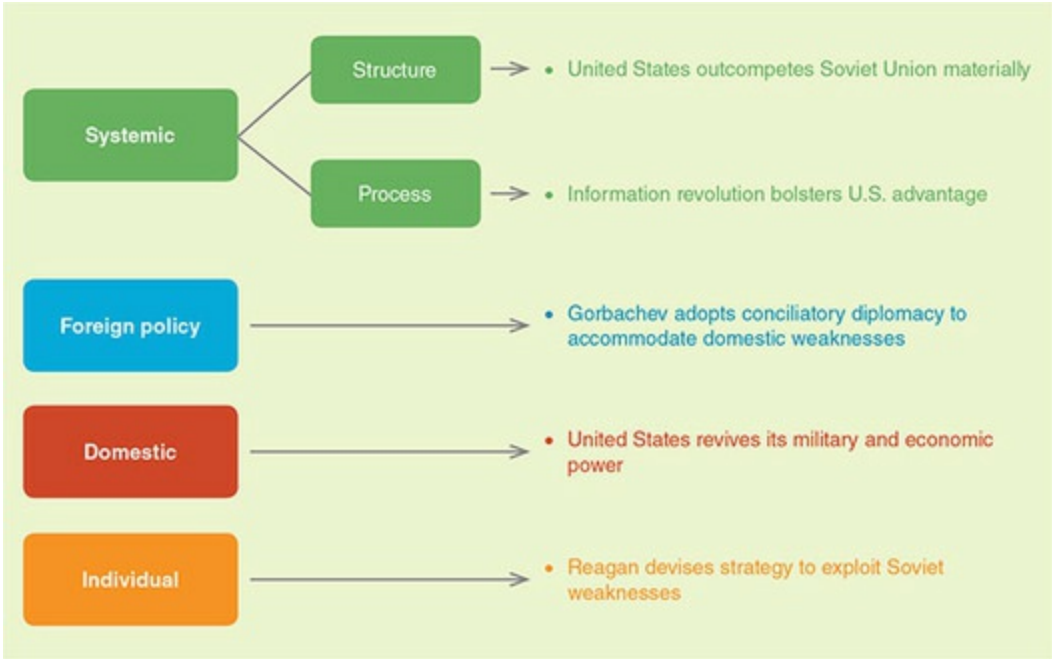 Systemic
Structure
• United States outcompetes Soviet Union materially
Process
• Information revolution bolsters U.S. advantage
Foreign policy
• Gorbachev adopts conciliatory diplomacy to
accommodate domestic weaknesses
Domestic
• United States revives its military and economic
power
Individual
• Reagan devises strategy to exploit Soviet
weaknesses